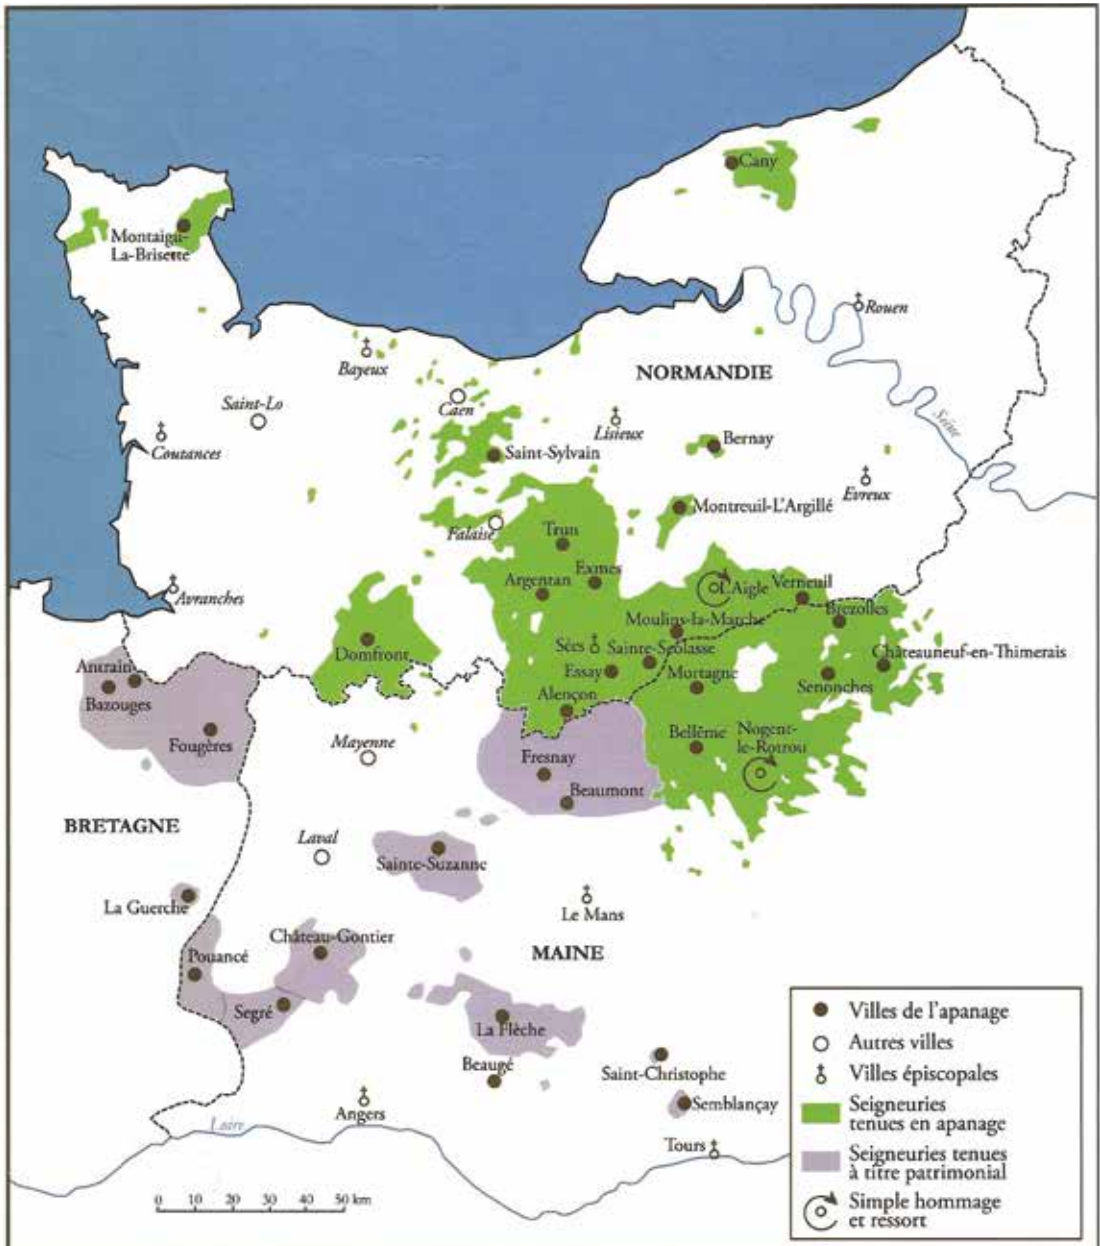 Cany
Montaigu-
La-Brisette
Rouen
Bayeux
NORMANDIE
Saint-Lo
Caen
Lisieux
Seine
Coutances
Saint-Sylvain
Bernay
Evreux
Montreuil-L'Argillé
Falaise
Trun
Exmes
Argentan
L'Aigle
Verneuil
Avranches
Brezolles
Moulins-la-Marche
Domfront
Sées
Sainte-Scolasse
Châteauneuf-en-Thimerais
Antrain
Essay
Mortagne
Senonches
Bazouges
Alençon
Fougères
Mayenne
Bellême
Nogent-
le-Rotrou
Fresnay
Beaumont
BRETAGNE
Laval
Sainte-Suzanne
La Guerche
Le Mans
Château-Gontier
MAINE
Pouancé
Segré
La Flèche
Beaugé
Saint-Christophe
Semblançay
Angers
Loire
Tours
0 10 20 30 40 50 km
Villes de l'apanage
Autres villes
Villes épiscopales
Seigneuries
tenues en apanage
Seigneuries tenues
à titre patrimonial
Simple hommage
et ressort